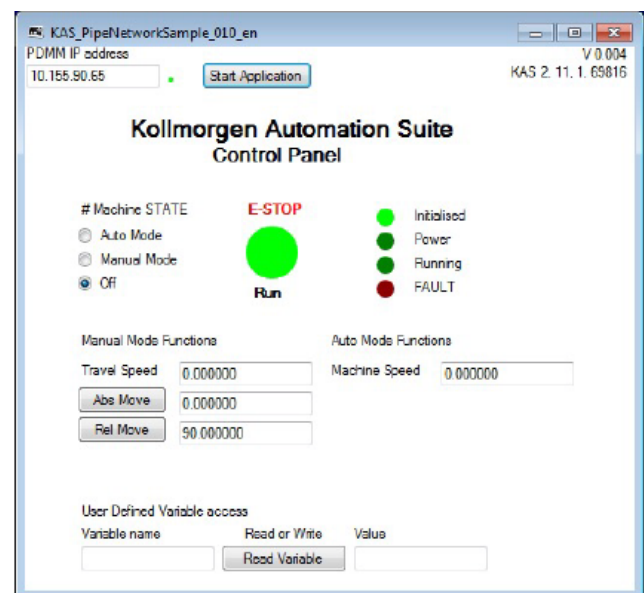 KAS_PipeNetworkSample_010_en
PDMM IP address
V 0.004
10.155.90.65
Start Application
KAS 2. 11. 1. 69816
Kollmorgen Automation Suite
Control Panel
# Machine STATE
E-STOP
Initialised
Auto Mode
Power
Manual Mode
Running
Off
Run
FAULT
Manual Mode Functions
Auto Mode Functions
Travel Speed 0.000000
Machine Speed 0.000000
Abs Move 0.000000
Rel Move 90.000000
User Defined Variable access
Variable name Read or Write Value
Read Variable